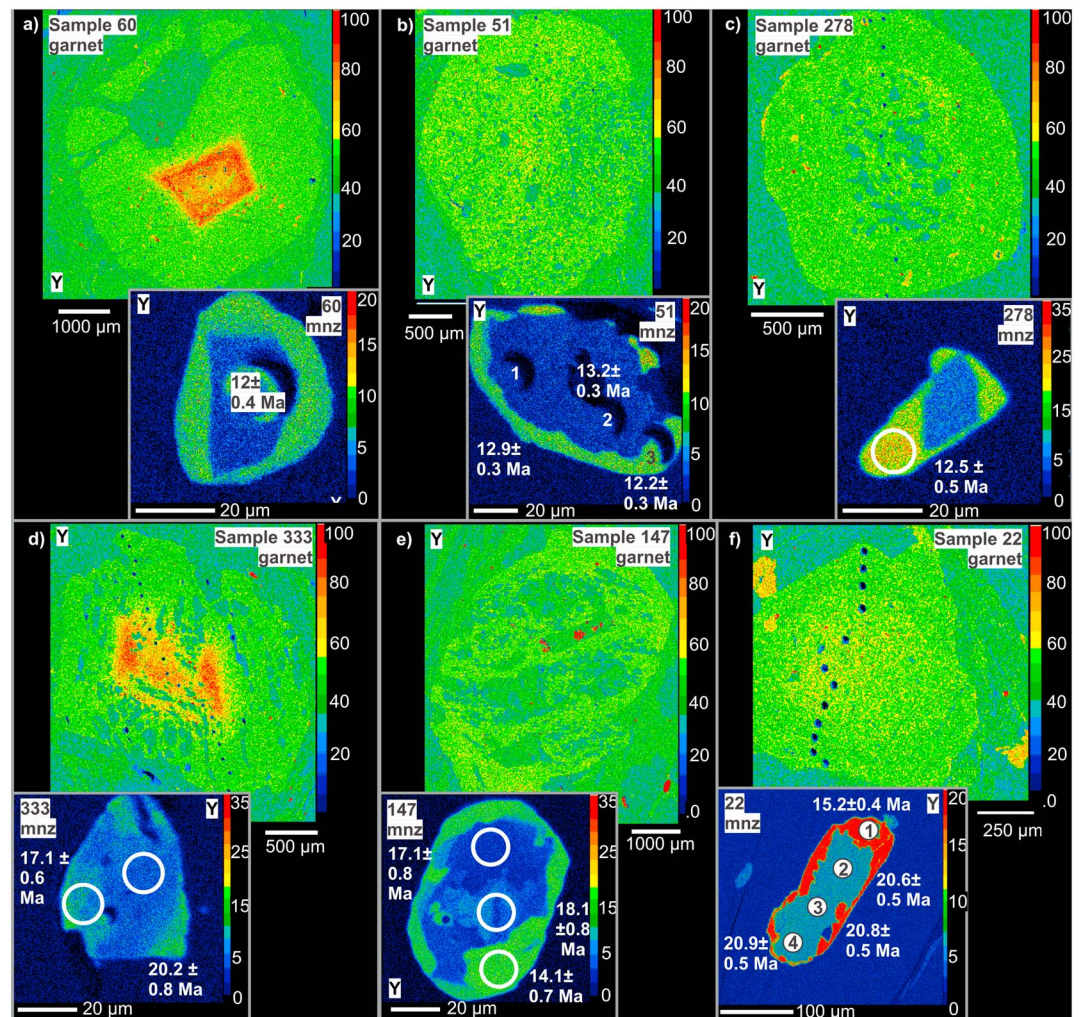 a)
Sample 60
garnet
100
80
60
40
20
Y
1000 µm
Y
60
mnz
20
15
10
5
0
12±
0.4 Ma
20 µm
b)
Sample 51
garnet
100
80
60
40
20
Y
500 µm
Y
51
mnz
20
15
10
5
0
1
13.2±
0.3 Ma
2
3
12.9±
0.3 Ma
12.2±
0.3 Ma
20 µm
c)
Sample 278
garnet
100
80
60
40
20
Y
500 µm
Y
278
mnz
35
25
15
5
0
12.5 ±
0.5 Ma
20 µm
d)
Y
Sample 333
garnet
100
80
60
40
20
500 µm
333
mnz
Y
35
25
15
5
0
17.1 ±
0.6
Ma
20.2 ±
0.8 Ma
20 µm
e)
Y
Sample 147
garnet
100
80
60
40
20
0
1000 µm
147
mnz
35
25
15
5
0
17.1±
0.8
Ma
18.1
±0.8
Ma
14.1±
0.7 Ma
Y
20 µm
f)
Y
Sample 22
garnet
100
80
60
40
20
.0
250 µm
22
mnz
15.2±0.4 Ma
Y
20
15
10
5
0
1
2
3
4
20.6±
0.5 Ma
20.8±
0.5 Ma
20.9±
0.5 Ma
100 µm